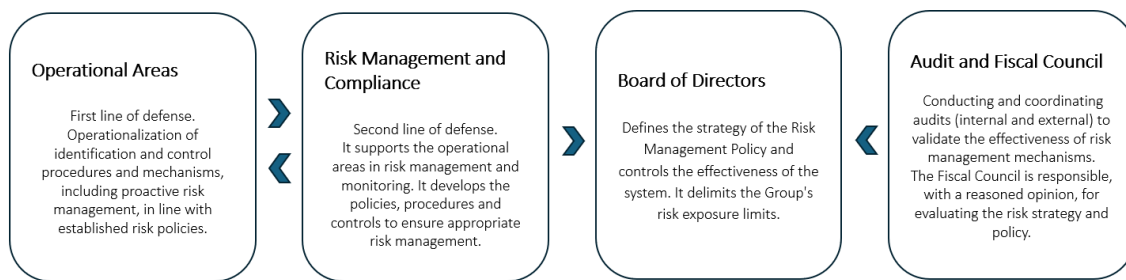 Operational Areas
First line of defense.
Operationalization of
identification and control
procedures and mechanisms,
including proactive risk
management, in line with
established risk policies.
Risk Management and
Compliance
Second line of defense.
It supports the operational
areas in risk management and
monitoring. It develops the
policies, procedures and
controls to ensure appropriate
risk management.
Board of Directors
Defines the strategy of the Risk
Management Policy and
controls the effectiveness of the
system. It delimits the Group's
risk exposure limits.
Audit and Fiscal Council
Conducting and coordinating
audits (internal and external) to
validate the effectiveness of risk
management mechanisms.
The Fiscal Council is responsible,
with a reasoned opinion, for
evaluating the risk strategy and
policy.